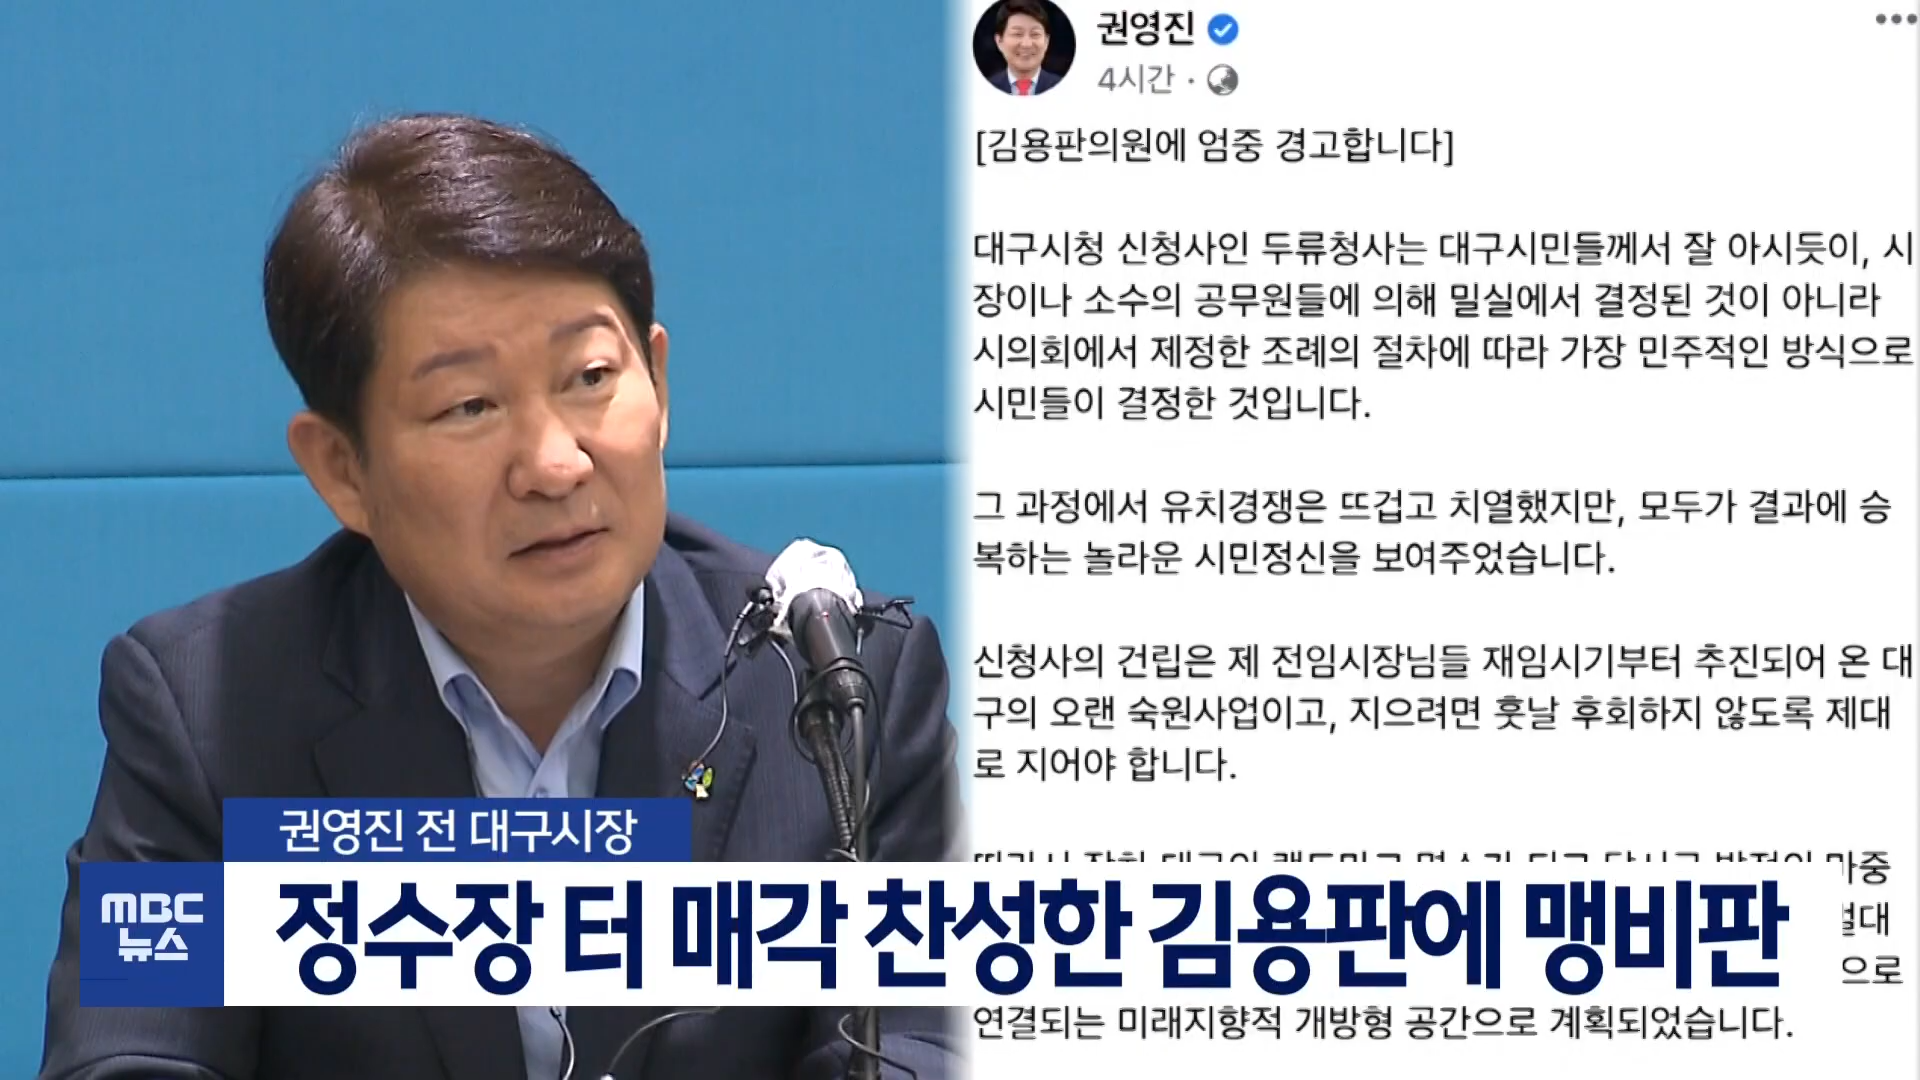 권영진
4시간 ·
[김용판의원에 엄중 경고합니다]
대구시청 신청사인 두류청사는 대구시민들께서 잘 아시듯이, 시
장이나 소수의 공무원들에 의해 밀실에서 결정된 것이 아니라
시의회에서 제정한 조례의 절차에 따라 가장 민주적인 방식으로
시민들이 결정한 것입니다.
그 과정에서 유치경쟁은 뜨겁고 치열했지만, 모두가 결과에 승
복하는 놀라운 시민정신을 보여주었습니다.
신청사의 건립은 제 전임시장님들 재임시기부터 추진되어 온 대
구의 오랜 숙원사업이고, 지으려면 훗날 후회하지 않도록 제대
로 지어야 합니다.
마중
으로
연결되는 미래지향적 개방형 공간으로 계획되었습니다.
권영진 전 대구시장
MBC
뉴스
정수장 터 매각 찬성한 김용판에 맹비판